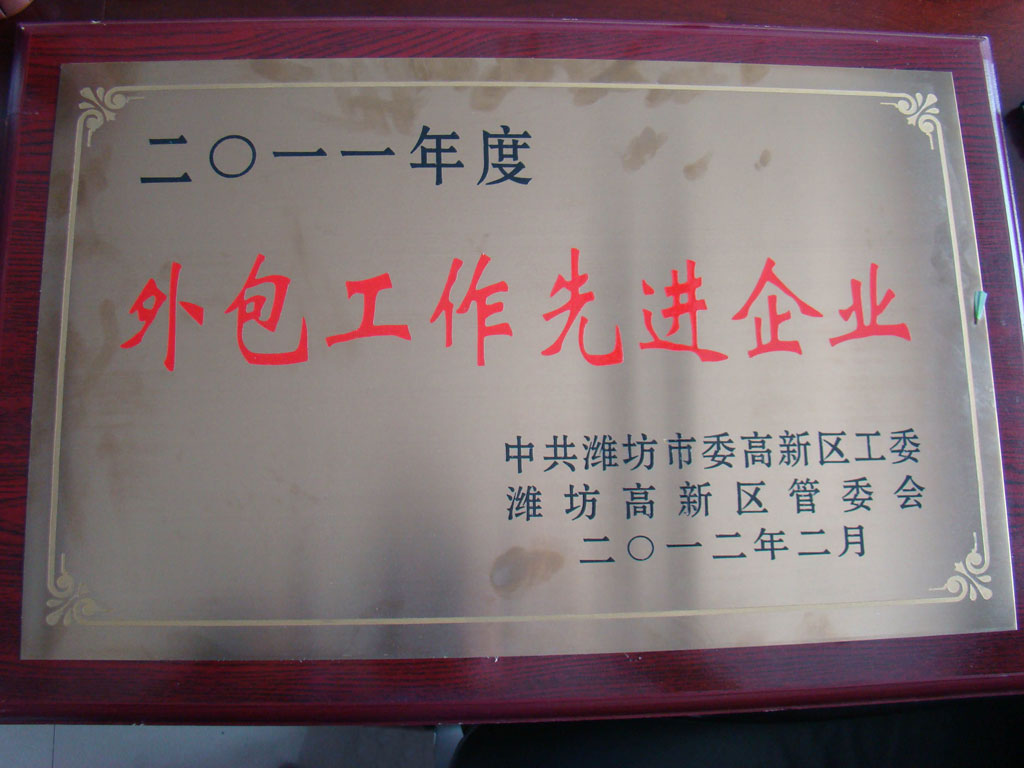 二〇一一年度
外包工作先进企业
中共潍坊市委高新区工委
潍坊高新区管委会
二〇一二年二月